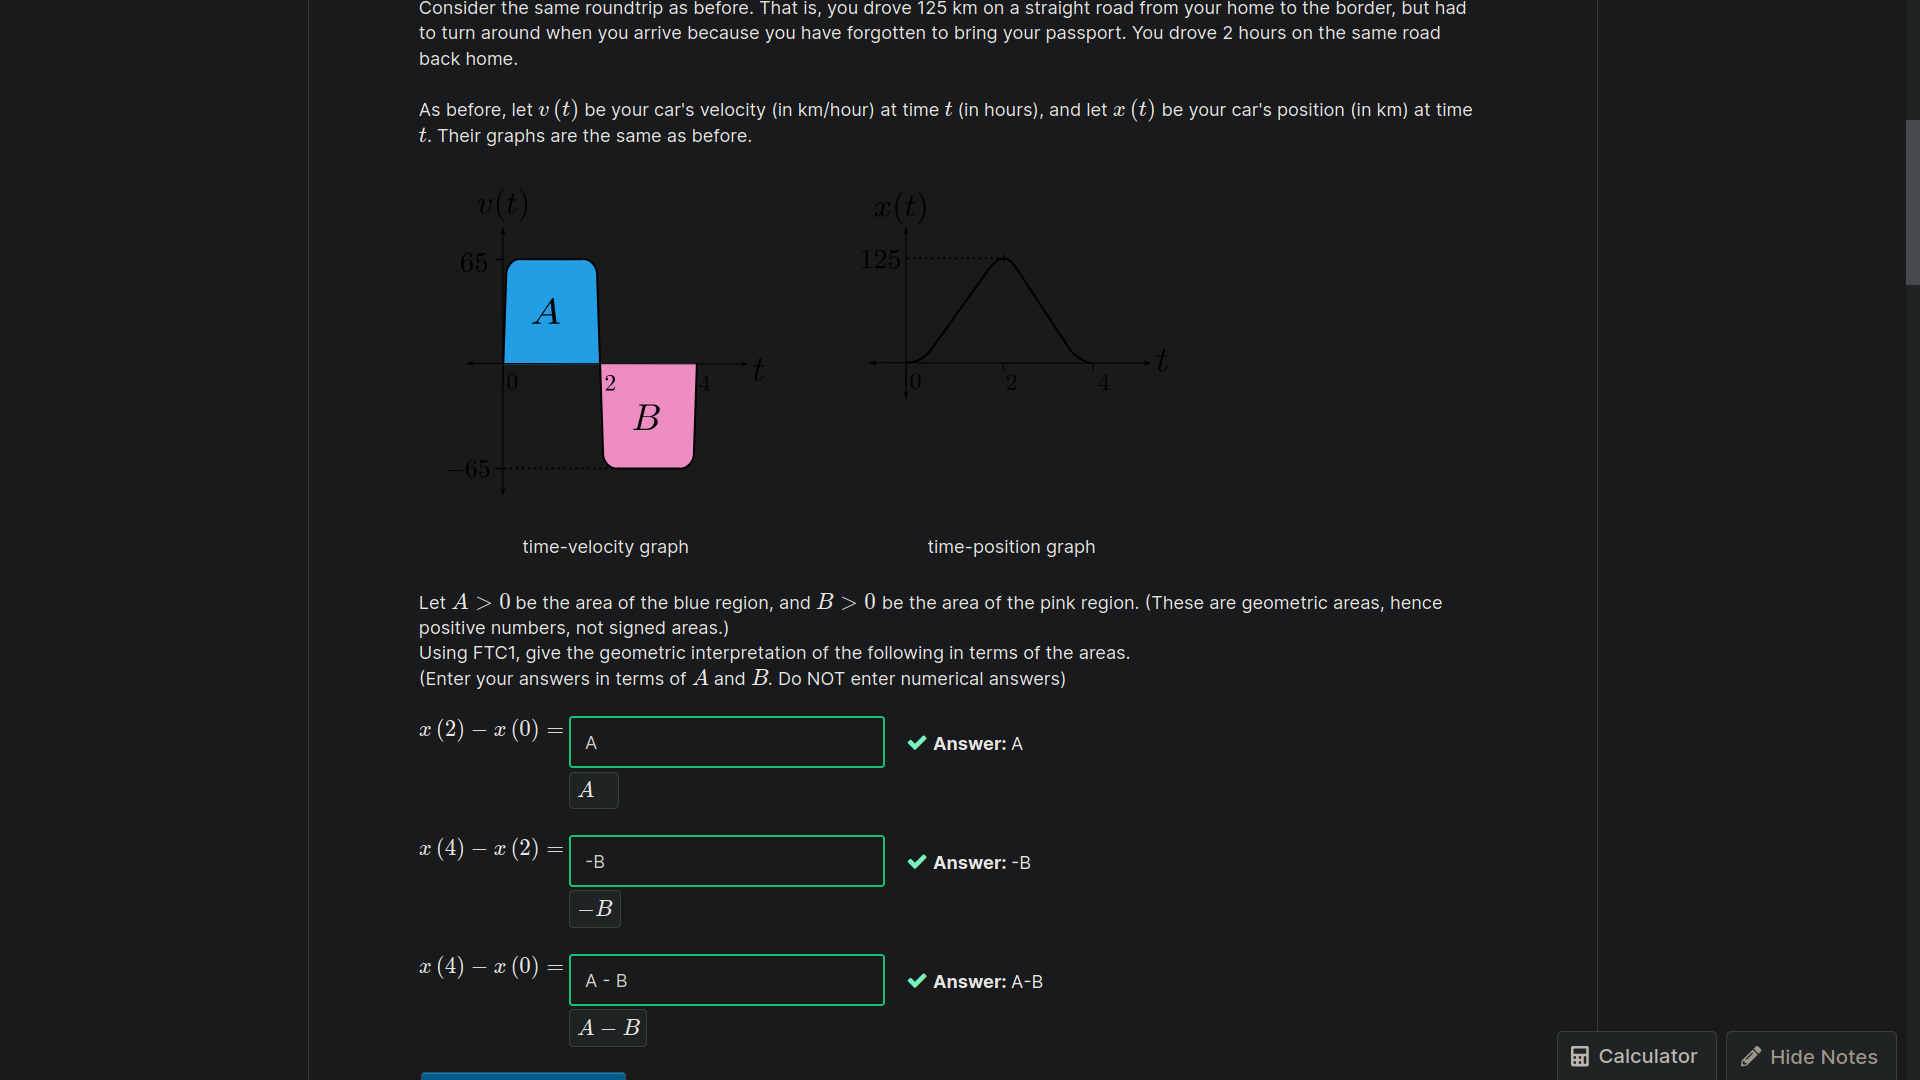 Consider the same roundtrip as before. That is, you drove 125 km on a straight road from your home to the border, but had
to turn around when you arrive because you have forgotten to bring your passport. You drove 2 hours on the same road
back home.
As before, let v (t) be your car's velocity (in km/hour) at time t (in hours), and let x (t) be your car's position (in km) at time
t. Their graphs are the same as before.
v(t)
65
A
0
2
4
t
B
−65
x(t)
125
0
2
4
t
time-velocity graph
time-position graph
Let A > 0 be the area of the blue region, and B > 0 be the area of the pink region. (These are geometric areas, hence
positive numbers, not signed areas.)
Using FTC1, give the geometric interpretation of the following in terms of the areas.
(Enter your answers in terms of A and B. Do NOT enter numerical answers)
x (2) − x (0) = A ✔ Answer: A
A
x (4) − x (2) = -B ✔ Answer: -B
−B
x (4) − x (0) = A - B ✔ Answer: A-B
A − B
Calculator
Hide Notes